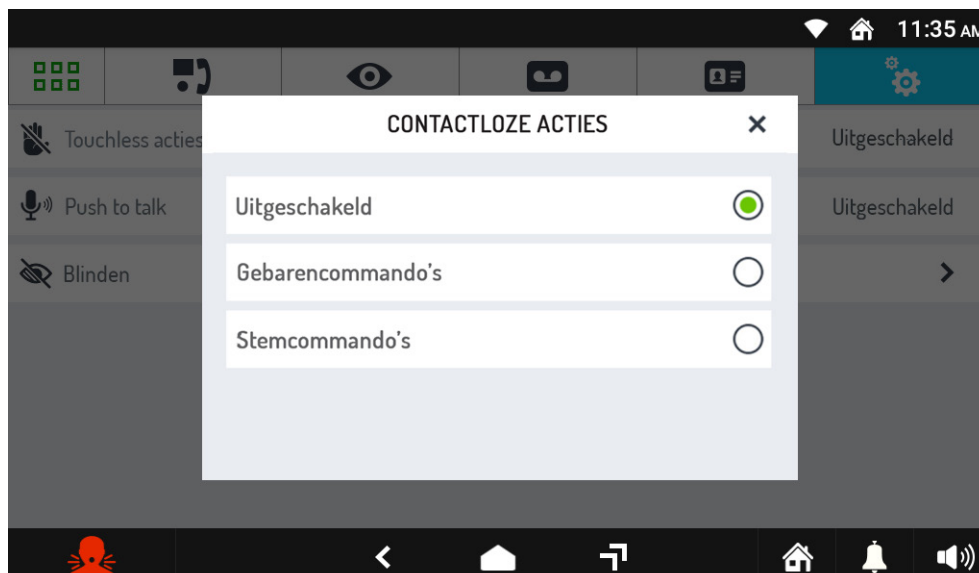 11:35 AM
CONTACTLOZE ACTIES
Touchless acties
Uitgeschakeld
Uitgeschakeld
Push to talk
Uitgeschakeld
Gebarencommando's
Blinden
Stemcommando's